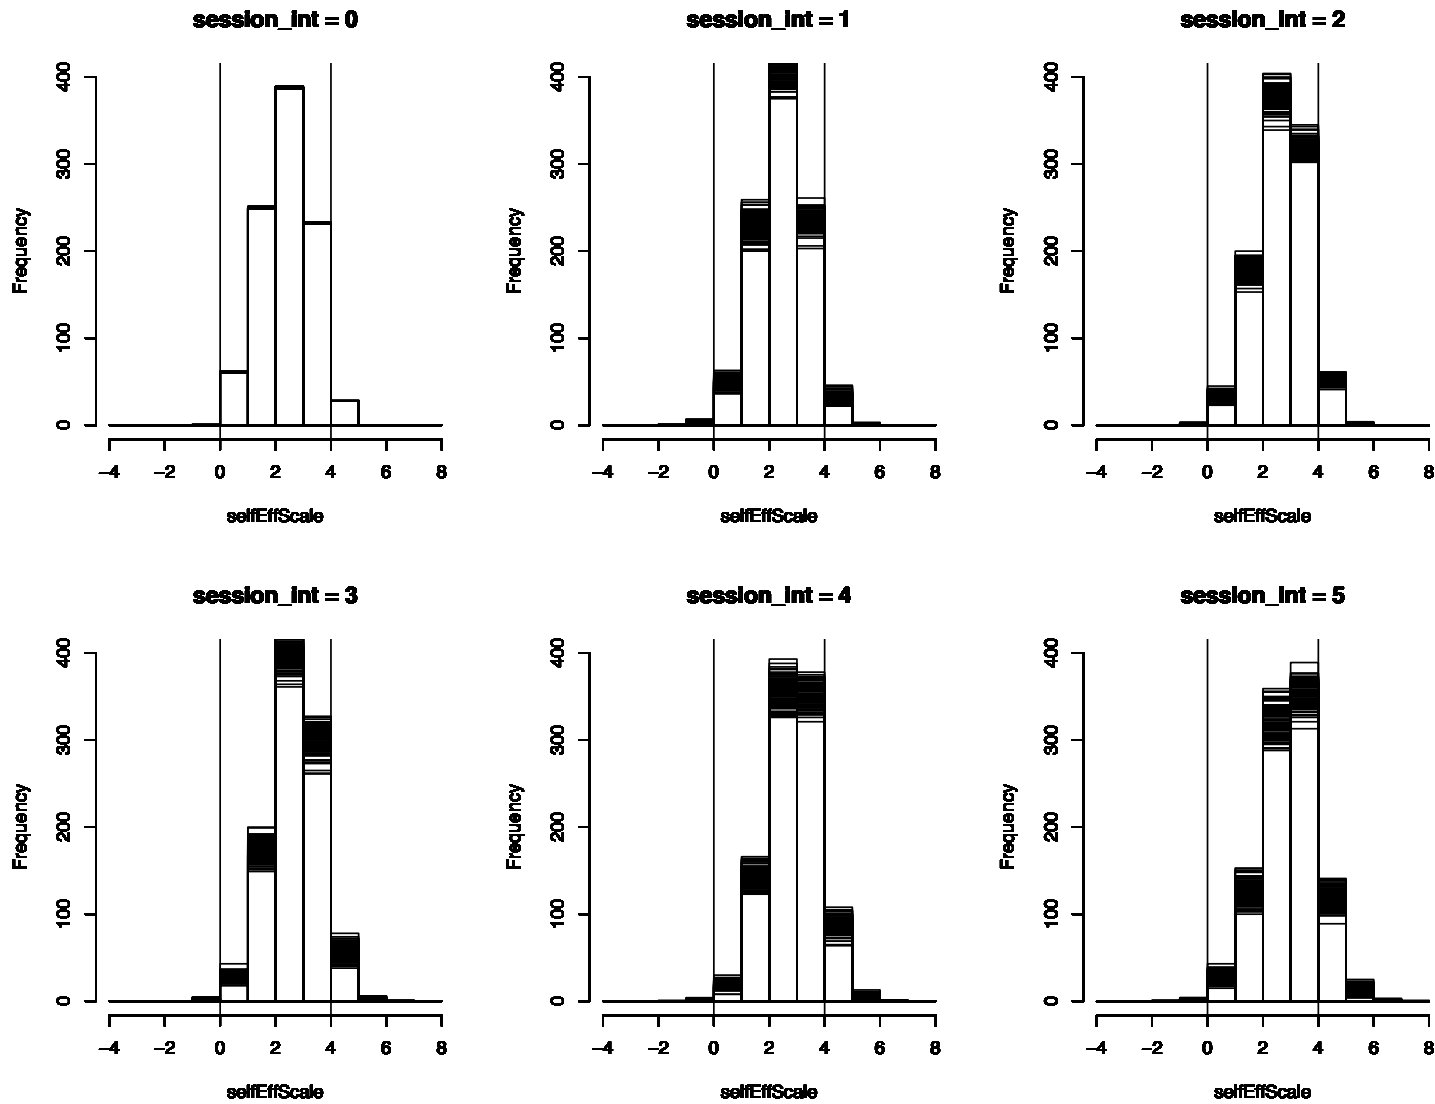 session_int = 0
session_int = 1
session_int = 2
400
300
200
100
0
Frequency
−4 −2 0 2 4 6 8
selfEffScale
400
300
200
100
0
Frequency
−4 −2 0 2 4 6 8
selfEffScale
400
300
200
100
0
Frequency
−4 −2 0 2 4 6 8
selfEffScale
session_int = 3
session_int = 4
session_int = 5
400
300
200
100
0
Frequency
−4 −2 0 2 4 6 8
selfEffScale
400
300
200
100
0
Frequency
−4 −2 0 2 4 6 8
selfEffScale
400
300
200
100
0
Frequency
−4 −2 0 2 4 6 8
selfEffScale